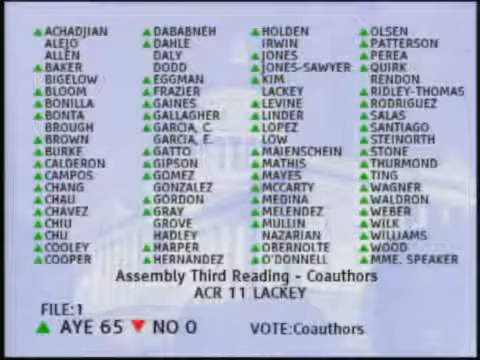 ACHADJIAN DABABNEH HOLDEN OLSEN
ALEJO DAHLE IRWIN PATTERSON
ALLEN DALY JONES PEREA
BAKER DODD JONES-SAWYER QUIRK
BIGELOW EGGMAN KIM RENDON
BLOOM FRAZIER LACKEY RIDLEY-THOMAS
BONILLA GAINES LEVINE RODRIGUEZ
BONTA GALLAGHER LINDER SALAS
BROUGH GARCIA, C. LOPEZ SANTIAGO
BROWN GARCIA, E. LOW STEINORTH
BURKE GATTO MAIENSCHEIN STONE
CALDERON GIPSON MATHIS THURMOND
CAMPOS GOMEZ MAYES TING
CHANG GONZALEZ MCCARTY WAGNER
CHAU GORDON MEDINA WALDRON
CHAVEZ GRAY MELENDEZ WEBER
CHIU GROVE MULLIN WILK
CHU HADLEY NAZARIAN WILLIAMS
COOLEY HARPER OBERNOLTE WOOD
COOPER HERNANDEZ O'DONNELL MME. SPEAKER
Assembly Third Reading - Coauthors
ACR 11 LACKEY
FILE:1
AYE 65 NO 0 VOTE:Coauthors